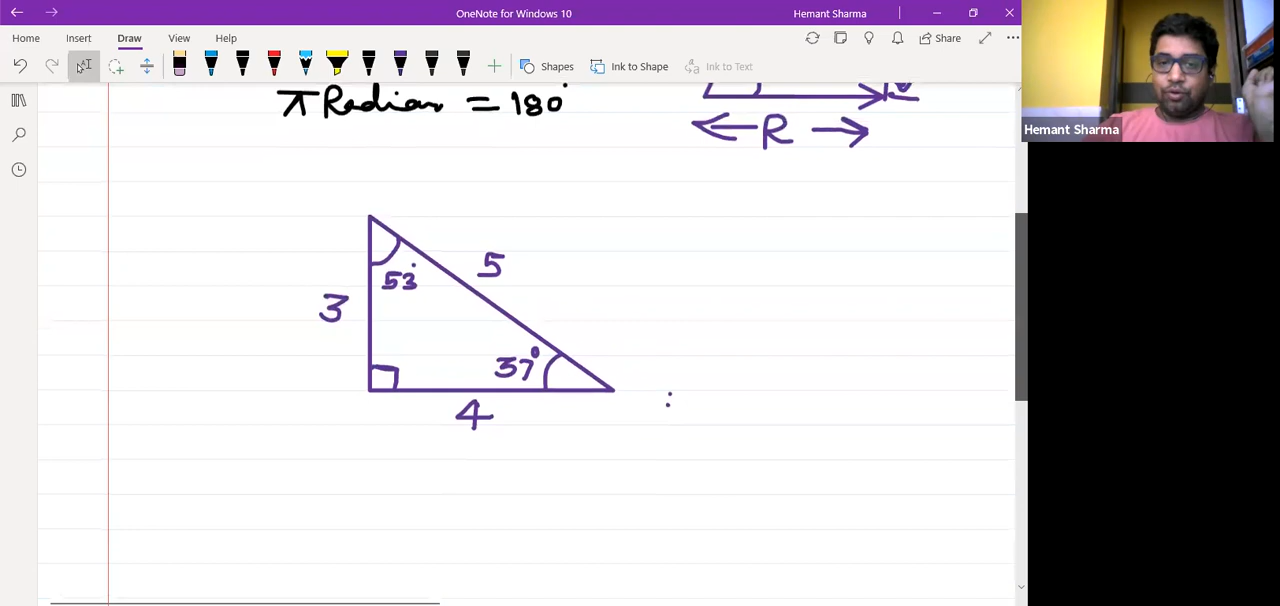 OneNote for Windows 10
Hemant Sharma
Home Insert Draw View Help
Share
Shapes Ink to Shape Ink to Text
π Radian = 180°
R
Hemant Sharma
53°
5
3
37°
4